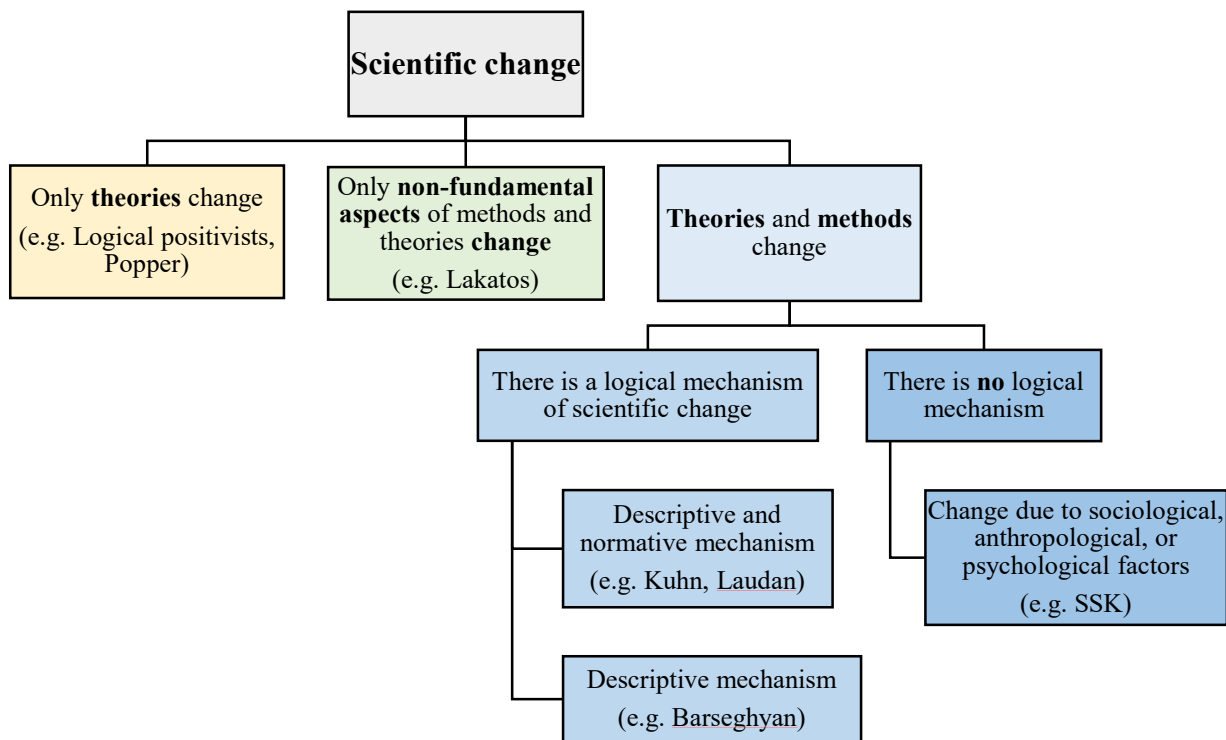 Scientific change
Only theories change
(e.g. Logical positivists,
Popper)
Only non-fundamental
aspects of methods and
theories change
(e.g. Lakatos)
Theories and methods
change
There is a logical mechanism
of scientific change
There is no logical
mechanism
Descriptive and
normative mechanism
(e.g. Kuhn, Laudan)
Change due to sociological,
anthropological, or
psychological factors
(e.g. SSK)
Descriptive mechanism
(e.g. Barseghyan)